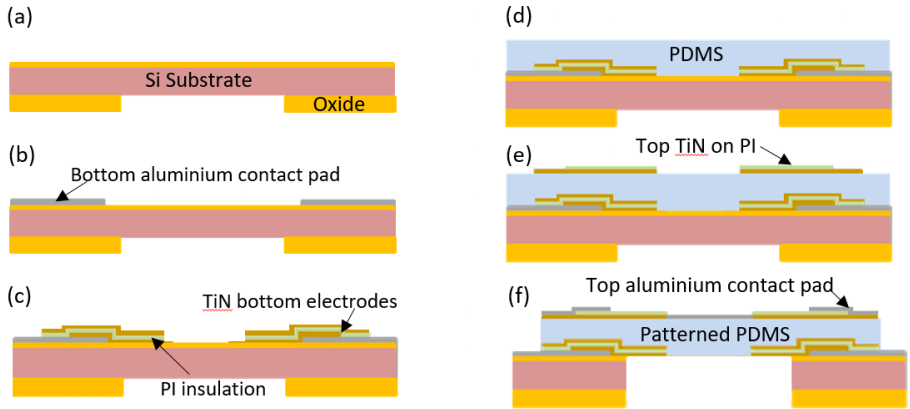 (a)
Si Substrate
Oxide
(b)
Bottom aluminium contact pad
(c)
TiN bottom electrodes
PI insulation
(d)
PDMS
(e)
Top TiN on PI
(f)
Top aluminium contact pad
Patterned PDMS